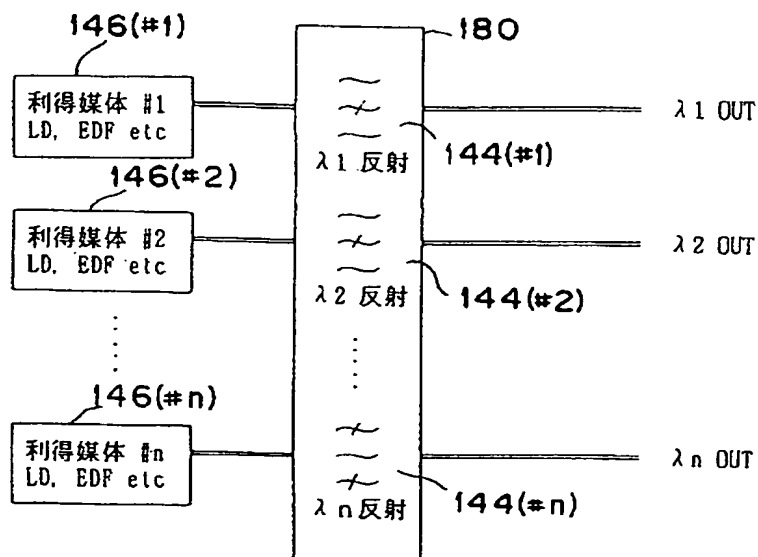 146(#1)
180
利得媒体 #1
LD, EDF etc
λ1 OUT
λ1 反射
144(#1)
146(#2)
利得媒体 #2
LD, EDF etc
λ2 OUT
λ2 反射
144(#2)
146(#n)
利得媒体 #n
LD, EDF etc
λn OUT
λn反射
144(#n)